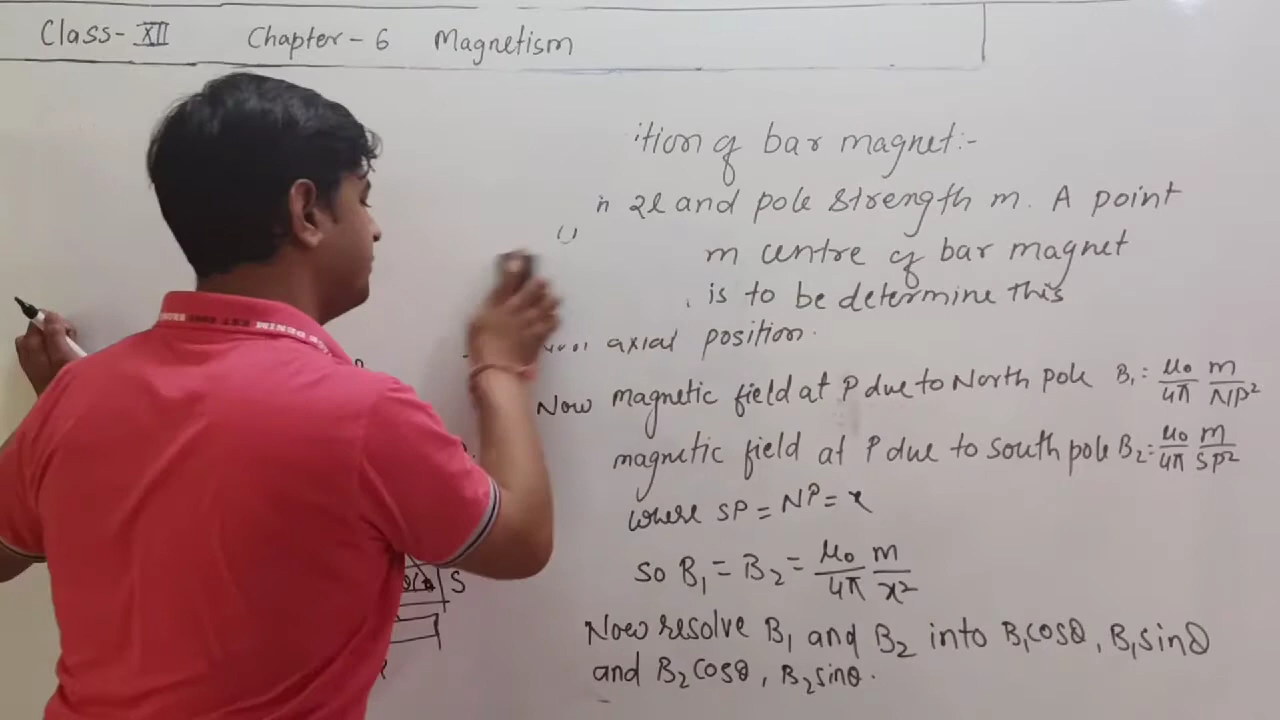 Class- XII Chapter- 6 Magnetism
ition of bar magnet:-
n 2l and pole strength m. A point
m centre of bar magnet
is to be determine this
axial position.
Now magnetic field at P due to North pole B₁ = μ₀/4π m/NP²
magnetic field at P due to South pole B₂ = μ₀/4π m/SP²
where SP = NP = x
so B₁ = B₂ = μ₀/4π m/x²
Now resolve B₁ and B₂ into B₁cosθ, B₁sinθ
and B₂cosθ, B₂sinθ.
S